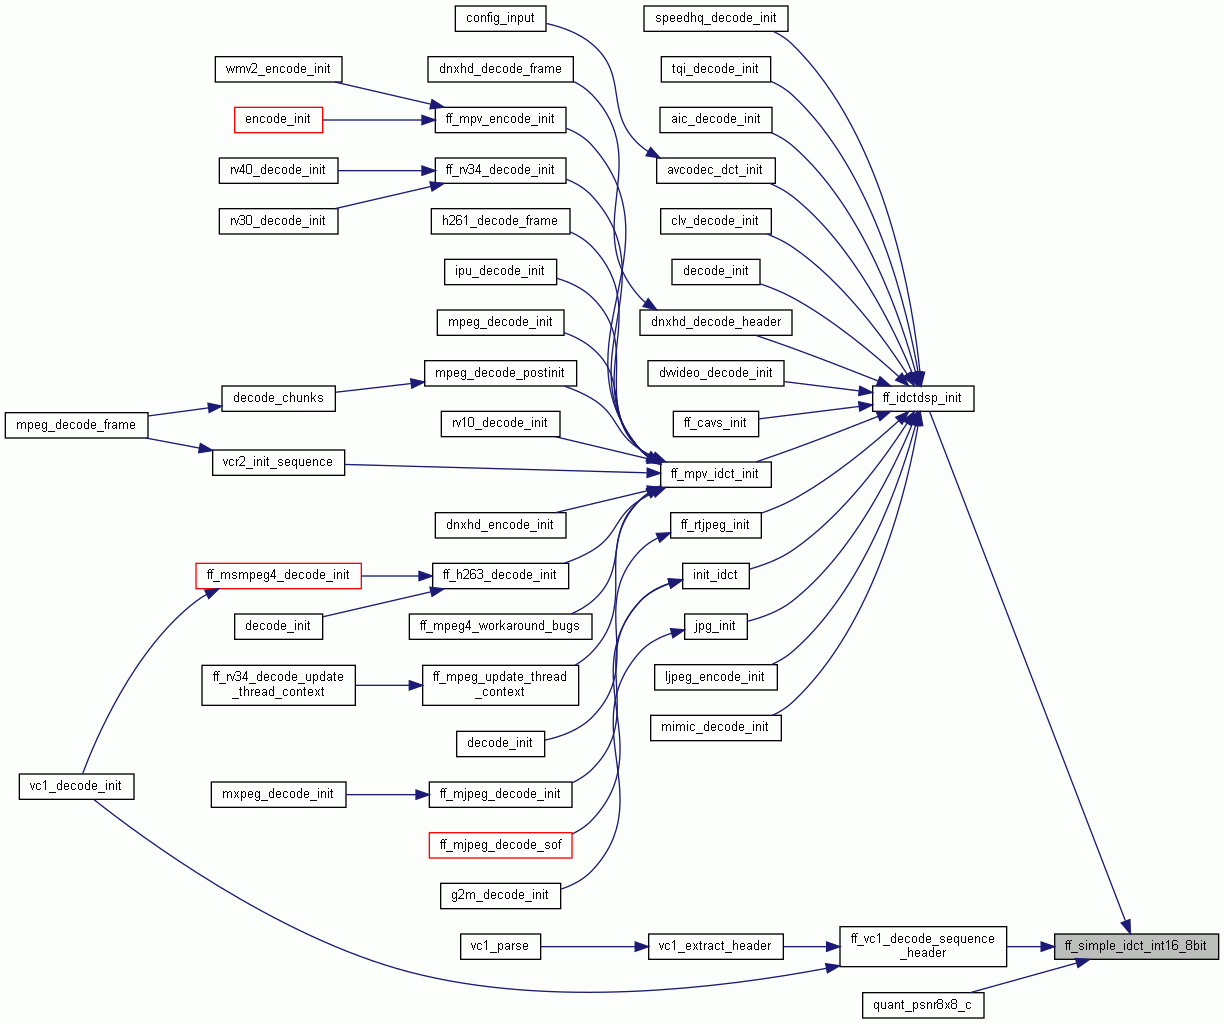 config_input
speedhq_decode_init
wmv2_encode_init
dnxhd_decode_frame
tqi_decode_init
encode_init
ff_mpv_encode_init
aic_decode_init
rv40_decode_init
ff_rv34_decode_init
avcodec_dct_init
rv30_decode_init
h261_decode_frame
clv_decode_init
ipu_decode_init
decode_init
mpeg_decode_init
dnxhd_decode_header
mpeg_decode_postinit
dvvideo_decode_init
decode_chunks
ff_idctdsp_init
mpeg_decode_frame
rv10_decode_init
ff_cavs_init
vcr2_init_sequence
ff_mpv_idct_init
dnxhd_encode_init
ff_rtjpeg_init
ff_msmpeg4_decode_init
ff_h263_decode_init
init_idct
decode_init
ff_mpeg4_workaround_bugs
jpg_init
ff_rv34_decode_update
_thread_context
ff_mpeg_update_thread
_context
ljpeg_encode_init
decode_init
mimic_decode_init
vc1_decode_init
mxpeg_decode_init
ff_mjpeg_decode_init
ff_mjpeg_decode_sof
g2m_decode_init
vc1_parse
vc1_extract_header
ff_vc1_decode_sequence
_header
ff_simple_idct_int16_8bit
quant_psnr8x8_c